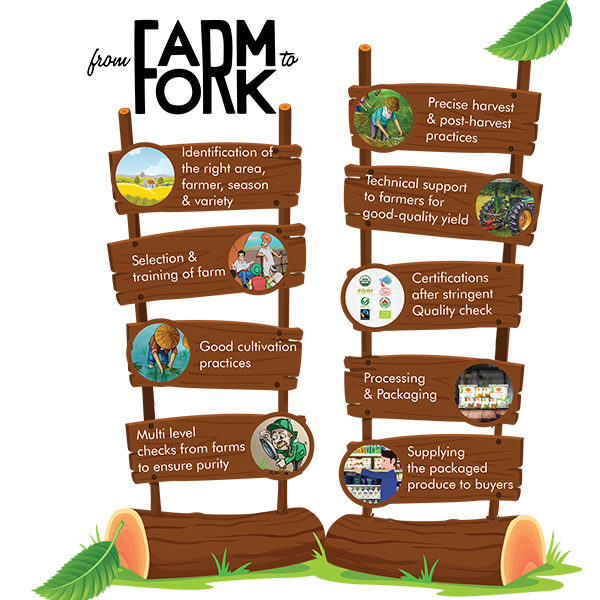 from FARM to
FORK
Identification of
the right area,
farmer, season
& variety
Selection &
training of farm
Good cultivation
practices
Multi level
checks from farms
to ensure purity
Precise harvest
& post-harvest
practices
Technical support
to farmers for
good-quality yield
Certifications
after stringent
Quality check
Processing
& Packaging
Supplying
the packaged
produce to buyers